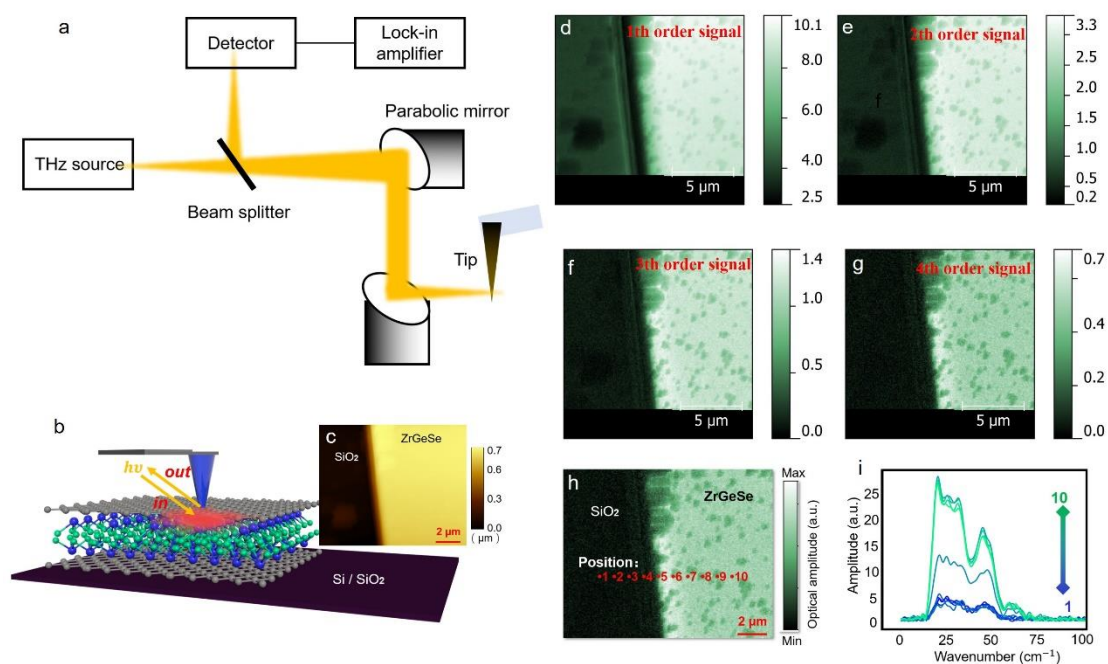 a
Detector
Lock-in
amplifier
Parabolic mirror
THz source
Beam splitter
Tip
b
hν
out
in
Si / SiO₂
c
SiO₂
ZrGeSe
2 μm
0.7
0.6
0.3
0.0
(μm)
d
1th order signal
5 μm
10.1
8.0
6.0
4.0
2.5
e
2th order signal
f
5 μm
3.3
3.0
2.5
2.0
1.5
1.0
0.5
0.2
f
3th order signal
5 μm
1.4
1.0
0.5
0.0
g
4th order signal
5 μm
0.7
0.4
0.2
0.0
h
SiO₂
ZrGeSe
Position：
•1 •2 •3 •4 •5 •6 •7 •8 •9 •10
2 μm
Max
Optical amplitude (a.u.)
Min
i
Amplitude (a.u.)
25
20
15
10
5
0
10
1
0 25 50 75 100
Wavenumber (cm⁻¹)